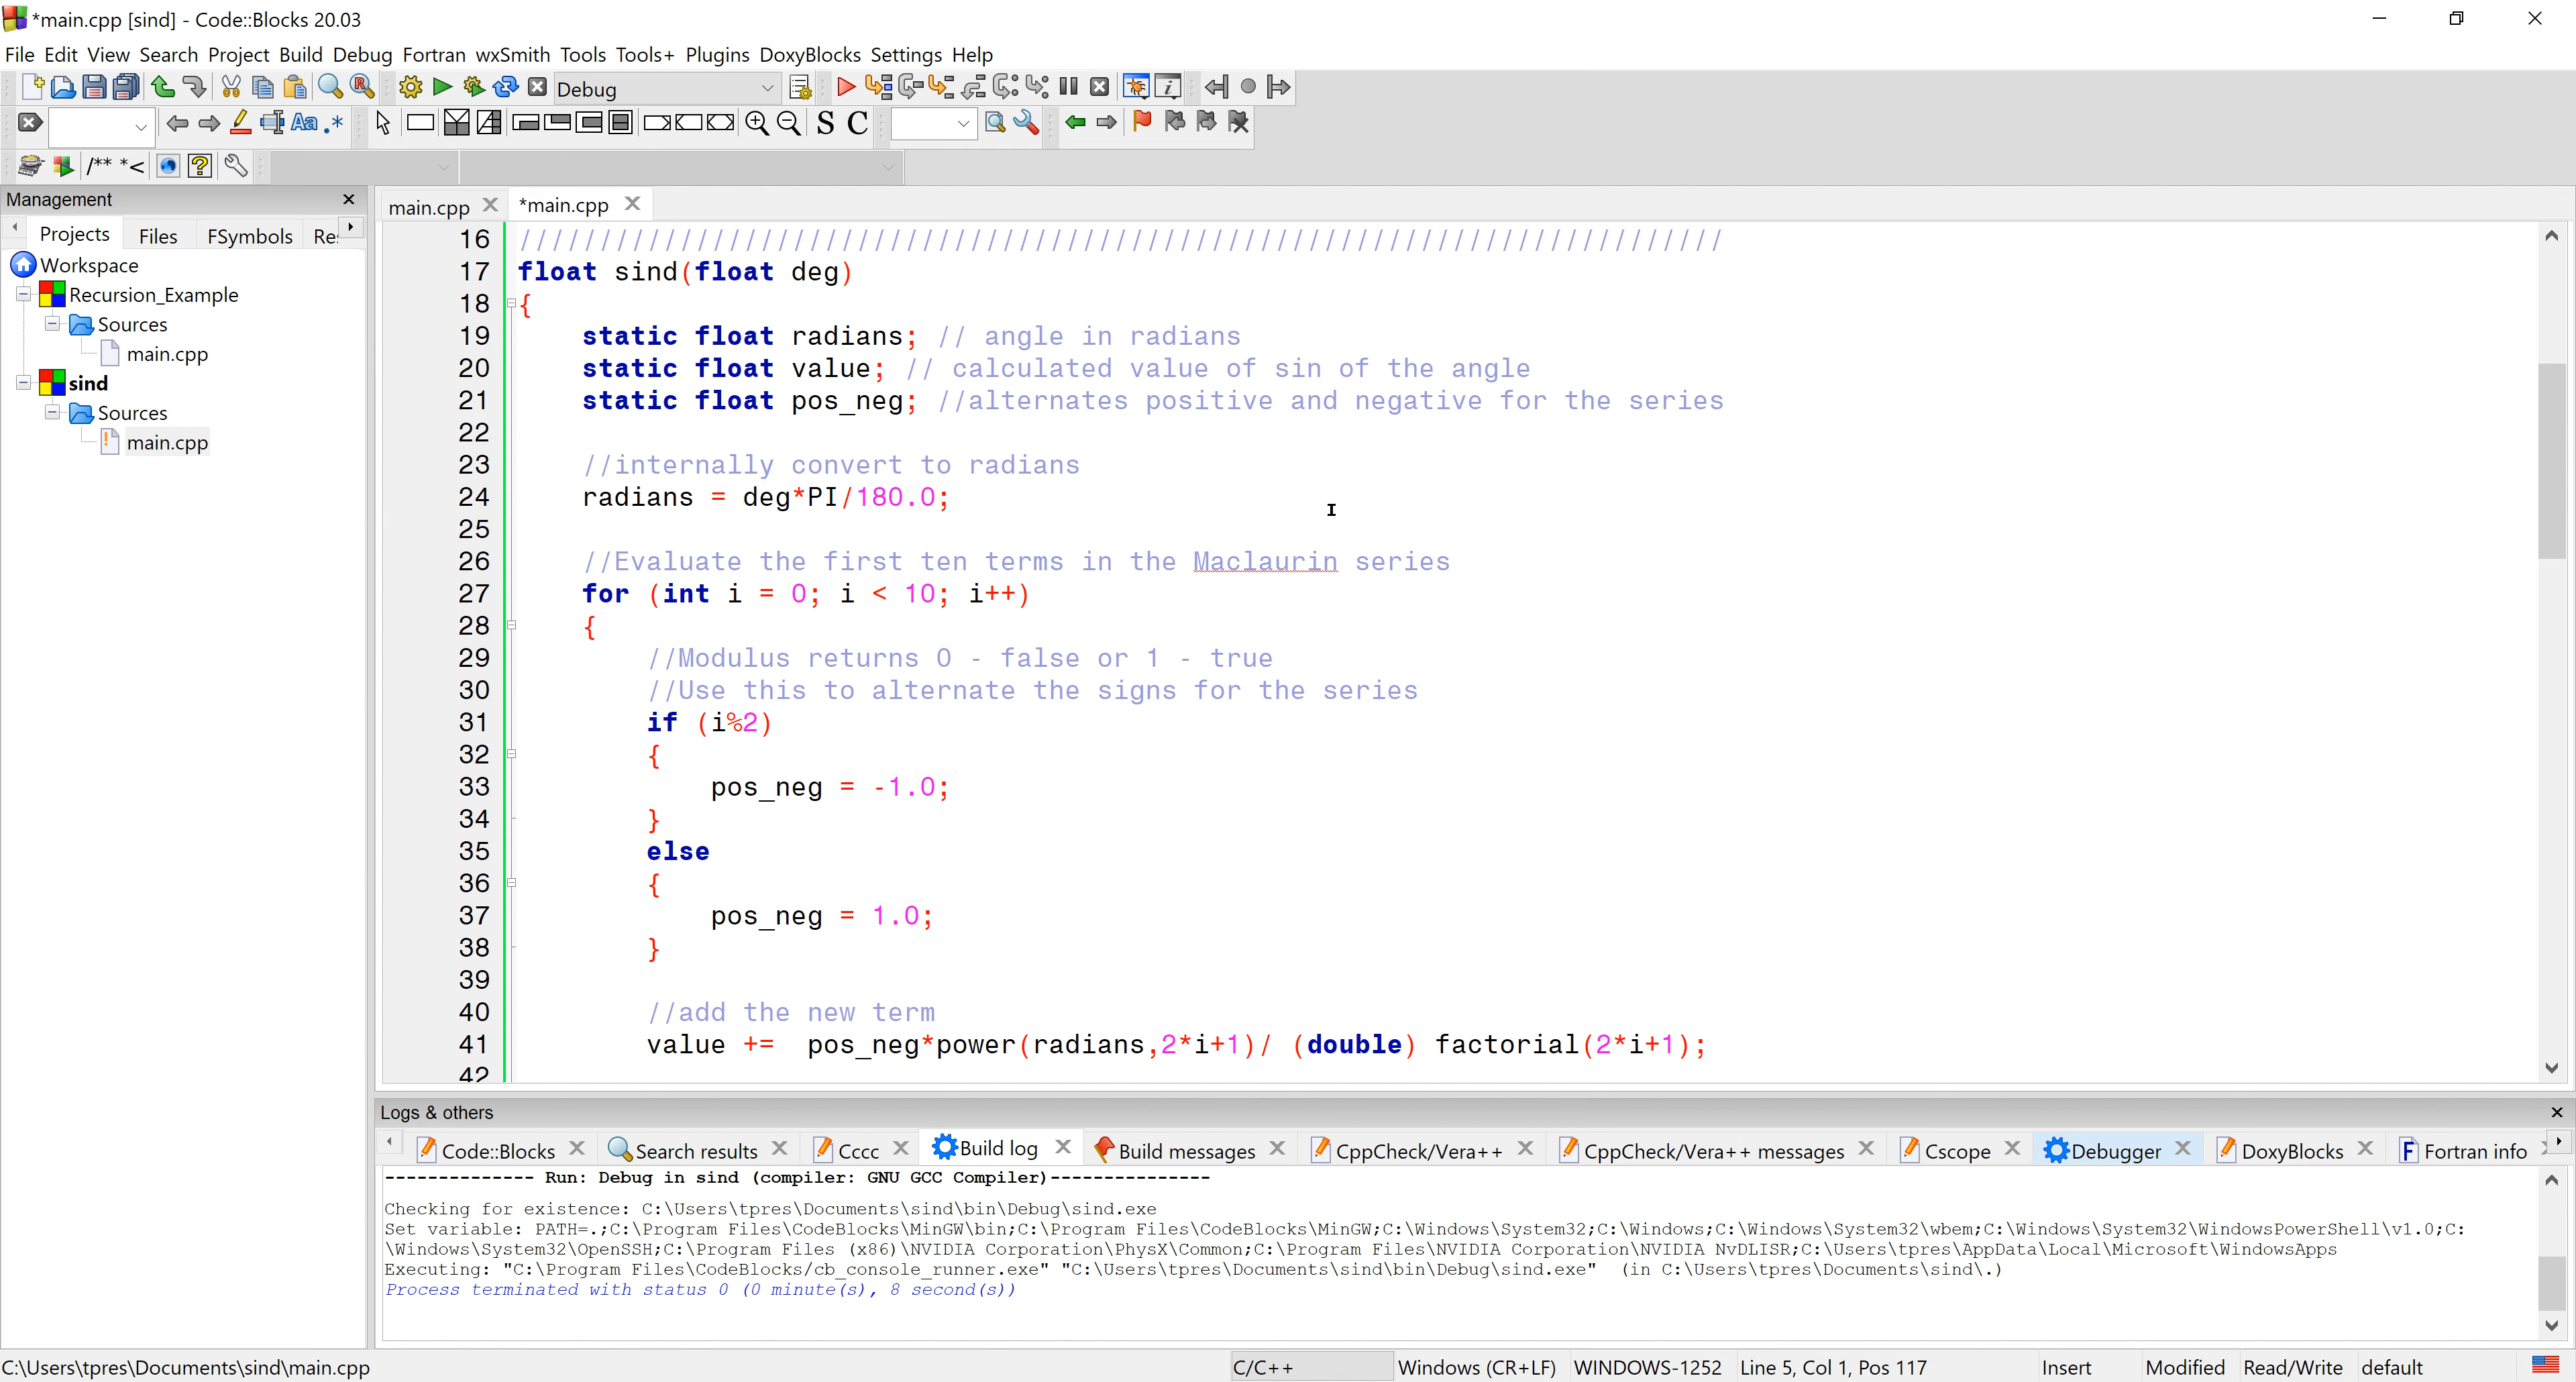 *main.cpp [sind] - Code::Blocks 20.03
File Edit View Search Project Build Debug Fortran wxSmith Tools Tools+ Plugins DoxyBlocks Settings Help
Debug
Aa .*
S C
/** *<
Management
Projects Files FSymbols Re
Workspace
Recursion_Example
Sources
main.cpp
sind
Sources
main.cpp
main.cpp *main.cpp
16 //////////////////////////////////////////////////////////////////////////
17 float sind(float deg)
18 {
19 static float radians; // angle in radians
20 static float value; // calculated value of sin of the angle
21 static float pos_neg; //alternates positive and negative for the series
22
23 //internally convert to radians
24 radians = deg*PI/180.0;
25
26 //Evaluate the first ten terms in the Maclaurin series
27 for (int i = 0; i < 10; i++)
28 {
29 //Modulus returns 0 - false or 1 - true
30 //Use this to alternate the signs for the series
31 if (i%2)
32 {
33 pos_neg = -1.0;
34 }
35 else
36 {
37 pos_neg = 1.0;
38 }
39
40 //add the new term
41 value += pos_neg*power(radians,2*i+1)/ (double) factorial(2*i+1);
42
Logs & others
Code::Blocks Search results Cccc Build log Build messages CppCheck/Vera++ CppCheck/Vera++ messages Cscope Debugger DoxyBlocks Fortran info
-------------- Run: Debug in sind (compiler: GNU GCC Compiler)---------------
Checking for existence: C:\Users\tpres\Documents\sind\bin\Debug\sind.exe
Set variable: PATH=.;C:\Program Files\CodeBlocks\MinGW\bin;C:\Program Files\CodeBlocks\MinGW;C:\Windows\System32;C:\Windows;C:\Windows\System32\wbem;C:\Windows\System32\WindowsPowerShell\v1.0;C:
\Windows\System32\OpenSSH;C:\Program Files (x86)\NVIDIA Corporation\PhysX\Common;C:\Program Files\NVIDIA Corporation\NVIDIA NvDLISR;C:\Users\tpres\AppData\Local\Microsoft\WindowsApps
Executing: "C:\Program Files\CodeBlocks/cb_console_runner.exe" "C:\Users\tpres\Documents\sind\bin\Debug\sind.exe" (in C:\Users\tpres\Documents\sind\.)
Process terminated with status 0 (0 minute(s), 8 second(s))
C:\Users\tpres\Documents\sind\main.cpp C/C++ Windows (CR+LF) WINDOWS-1252 Line 5, Col 1, Pos 117 Insert Modified Read/Write default